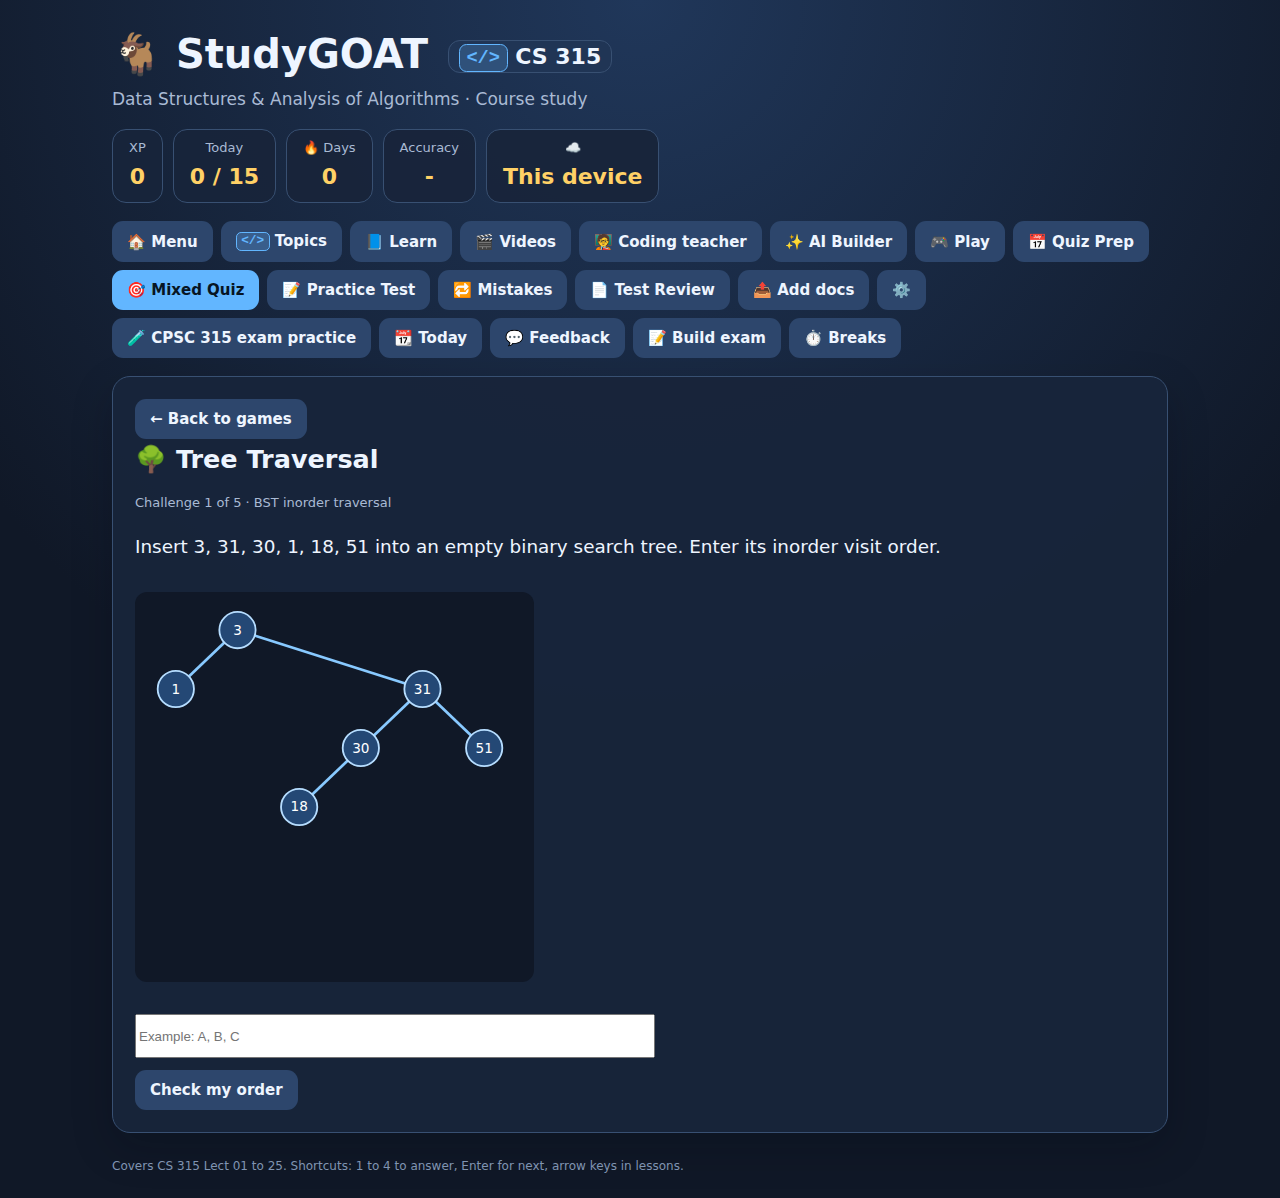 StudyGOAT </> CS 315
Data Structures & Analysis of Algorithms · Course study
XP Today Days Accuracy
0 0 / 15 0 - This device
Menu </> Topics Learn Videos Coding teacher AI Builder Play Quiz Prep
Mixed Quiz Practice Test Mistakes Test Review Add docs
CPSC 315 exam practice Today Feedback Build exam Breaks
← Back to games
Tree Traversal
Challenge 1 of 5 · BST inorder traversal
Insert 3, 31, 30, 1, 18, 51 into an empty binary search tree. Enter its inorder visit order.
3
1 31
30 51
18
Example: A, B, C
Check my order
Covers CS 315 Lect 01 to 25. Shortcuts: 1 to 4 to answer, Enter for next, arrow keys in lessons.